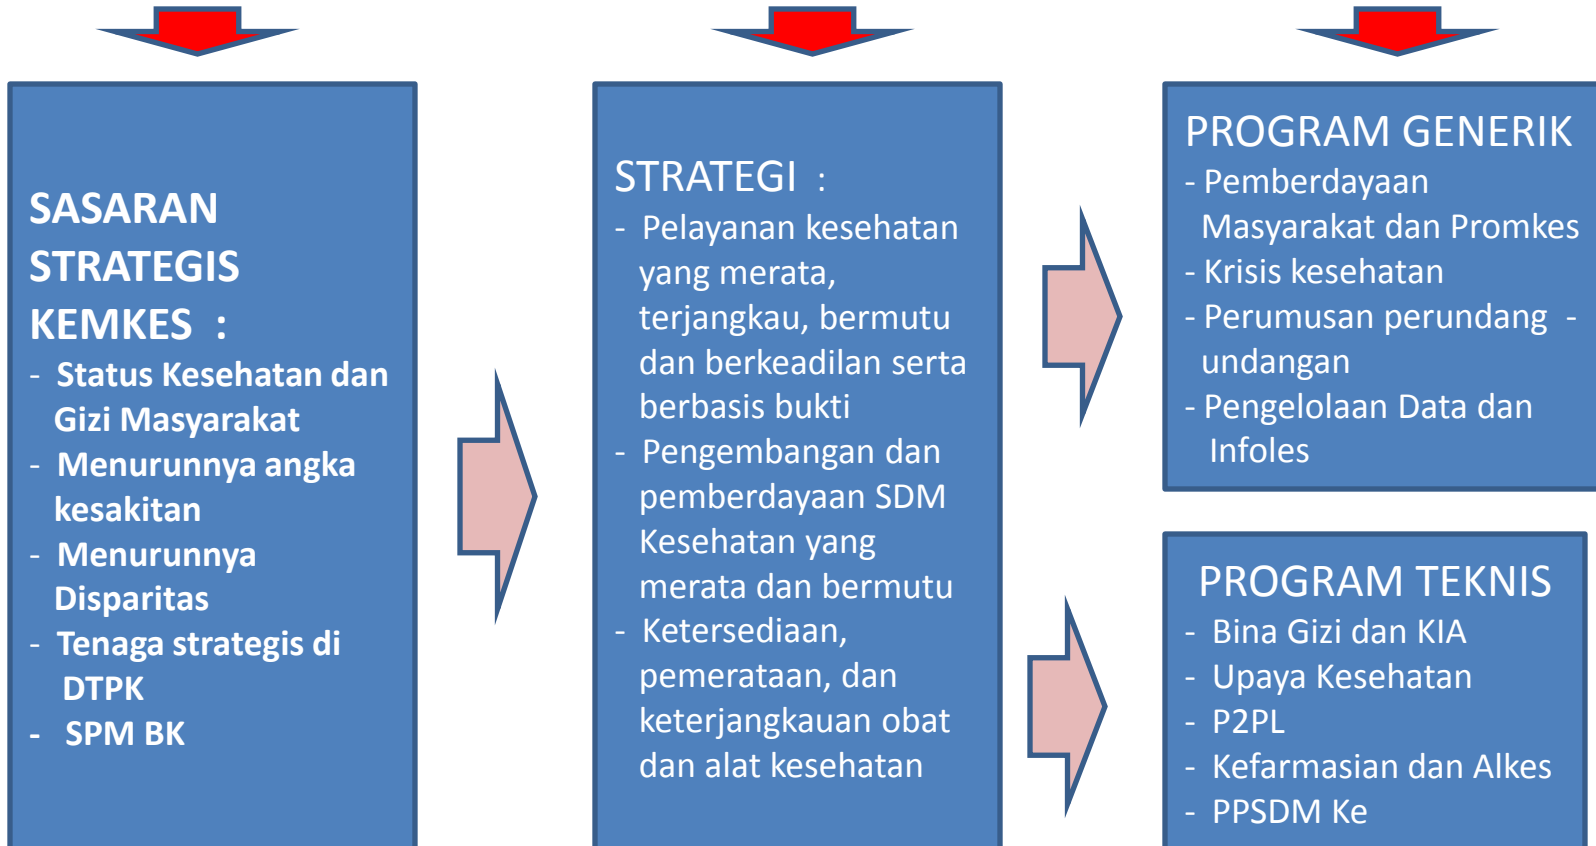 SASARAN
STRATEGIS
KEMKES :
- Status Kesehatan dan
Gizi Masyarakat
- Menurunnya angka
kesakitan
- Menurunnya
Disparitas
- Tenaga strategis di
DTPK
- SPM BK
STRATEGI :
- Pelayanan kesehatan
yang merata,
terjangkau, bermutu
dan berkeadilan serta
berbasis bukti
- Pengembangan dan
pemberdayaan SDM
Kesehatan yang
merata dan bermutu
- Ketersediaan,
pemerataan, dan
keterjangkauan obat
dan alat kesehatan
PROGRAM GENERIK
- Pemberdayaan
Masyarakat dan Promkes
- Krisis kesehatan
- Perumusan perundang -
undangan
- Pengelolaan Data dan
Infoles
PROGRAM TEKNIS
- Bina Gizi dan KIA
- Upaya Kesehatan
- P2PL
- Kefarmasian dan Alkes
- PPSDM Ke